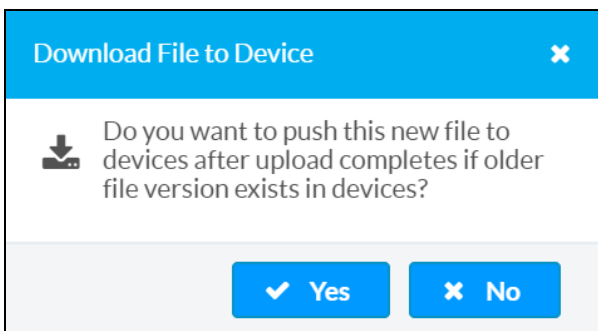 Download File to Device
Do you want to push this new file to
devices after upload completes if older
file version exists in devices?
Yes
No